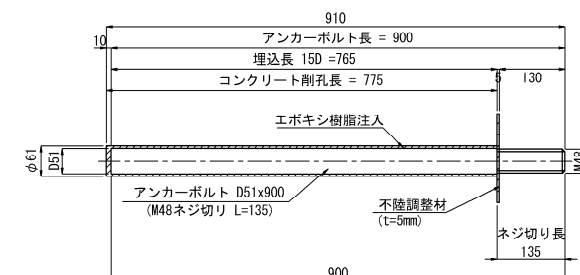 910
10
アンカーボルト長 = 900
埋込長 15D =765
5
130
コンクリート削孔長 = 775
エポキシ樹脂注入
φ61
D51
アンカーボルト D51x900
(M48ネジ切り L=135)
不陸調整材
(t=5mm)
M48
ネジ切り長
135
900